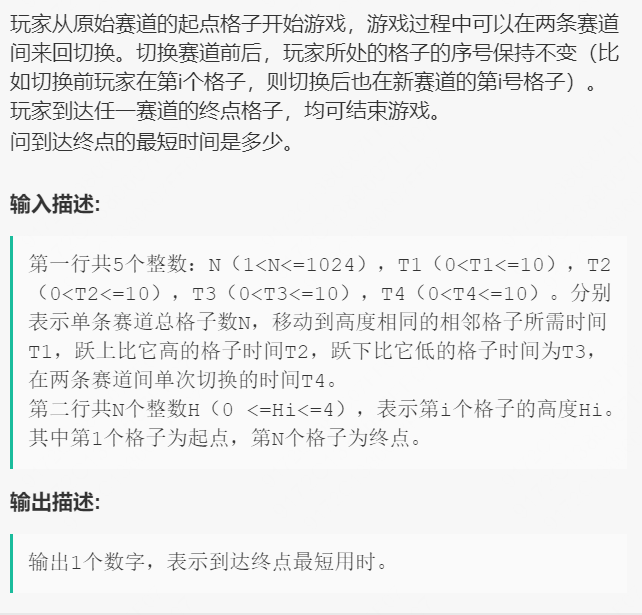 玩家从原始赛道的起点格子开始游戏，游戏过程中可以在两条赛道
间来回切换。切换赛道前后，玩家所处的格子的序号保持不变（比
如切换前玩家在第i个格子，则切换后也在新赛道的第i号格子）。
玩家到达任一赛道的终点格子，均可结束游戏。
问到达终点的最短时间是多少。
输入描述:
第一行共5个整数：N（1<N<=1024），T1（0<T1<=10），T2
（0<T2<=10），T3（0<T3<=10），T4（0<T4<=10）。分别
表示单条赛道总格子数N，移动到高度相同的相邻格子所需时间
T1，跃上比它高的格子时间T2，跃下比它低的格子时间为T3，
在两条赛道间单次切换的时间T4。
第二行共N个整数H（0 <=Hi<=4），表示第i个格子的高度Hi。
其中第1个格子为起点，第N个格子为终点。
输出描述:
输出1个数字，表示到达终点最短用时。